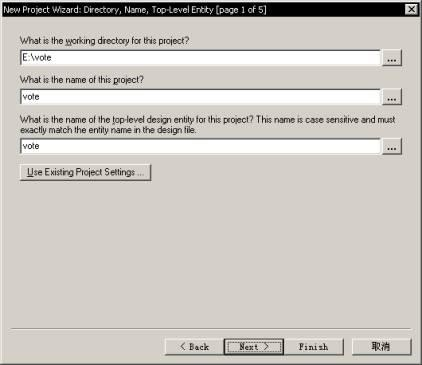 New Project Wizard: Directory, Name, Top-Level Entity [page 1 of 5]
What is the working directory for this project?
E:\vote
...
What is the name of this project?
vote
...
What is the name of the top-level design entity for this project? This name is case sensitive and must
exactly match the entity name in the design file.
vote
...
Use Existing Project Settings ...
< Back
Next >
Finish
取消